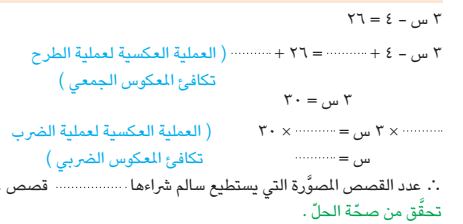 ٣ س − ٤ = ٢٦
٣ س − ٤ + .......... = ٢٦ + .......... ( العملية العكسية لعملية الطرح
تكافئ المعكوس الجمعي )
٣ س = ٣٠
.......... × ٣ س = .......... × ٣٠ ( العملية العكسية لعملية الضرب
س = .......... تكافئ المعكوس الضربي )
∴ عدد القصص المصوَّرة التي يستطيع سالم شراءها .................. قصص .
تحقَّق من صحّة الحلّ .